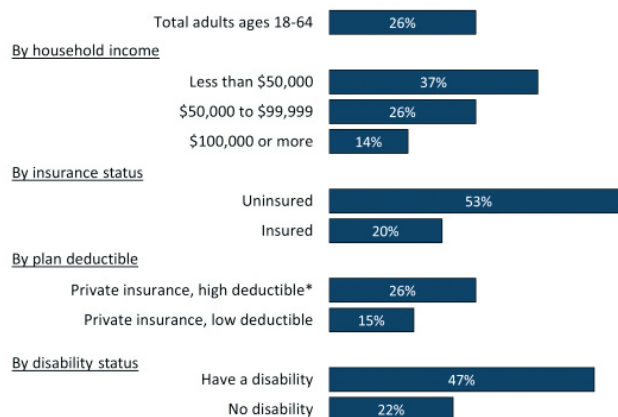 Total adults ages 18-64 26%
By household income
Less than $50,000 37%
$50,000 to $99,999 26%
$100,000 or more 14%
By insurance status
Uninsured 53%
Insured 20%
By plan deductible
Private insurance, high deductible* 26%
Private insurance, low deductible 15%
By disability status
Have a disability 47%
No disability 22%